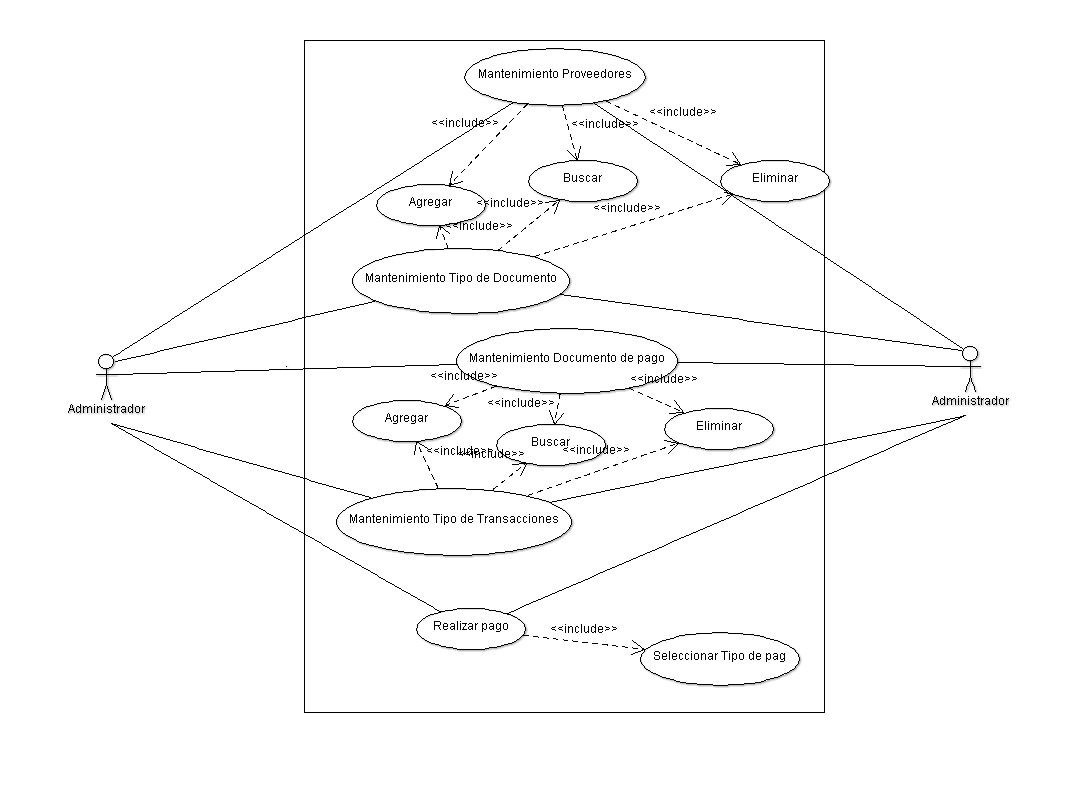 Mantenimiento Proveedores
<<include>>
<<include>>
<<include>>
Buscar
Eliminar
Agregar
<<include>>
<<include>>
<<include>>
Mantenimiento Tipo de Documento
Mantenimiento Documento de pago
<<include>>
<<include>>
<<include>>
Administrador
Administrador
Agregar
Eliminar
Buscar
<<include>>
<<include>>
<<include>>
Mantenimiento Tipo de Transacciones
Realizar pago
<<include>>
Seleccionar Tipo de pag